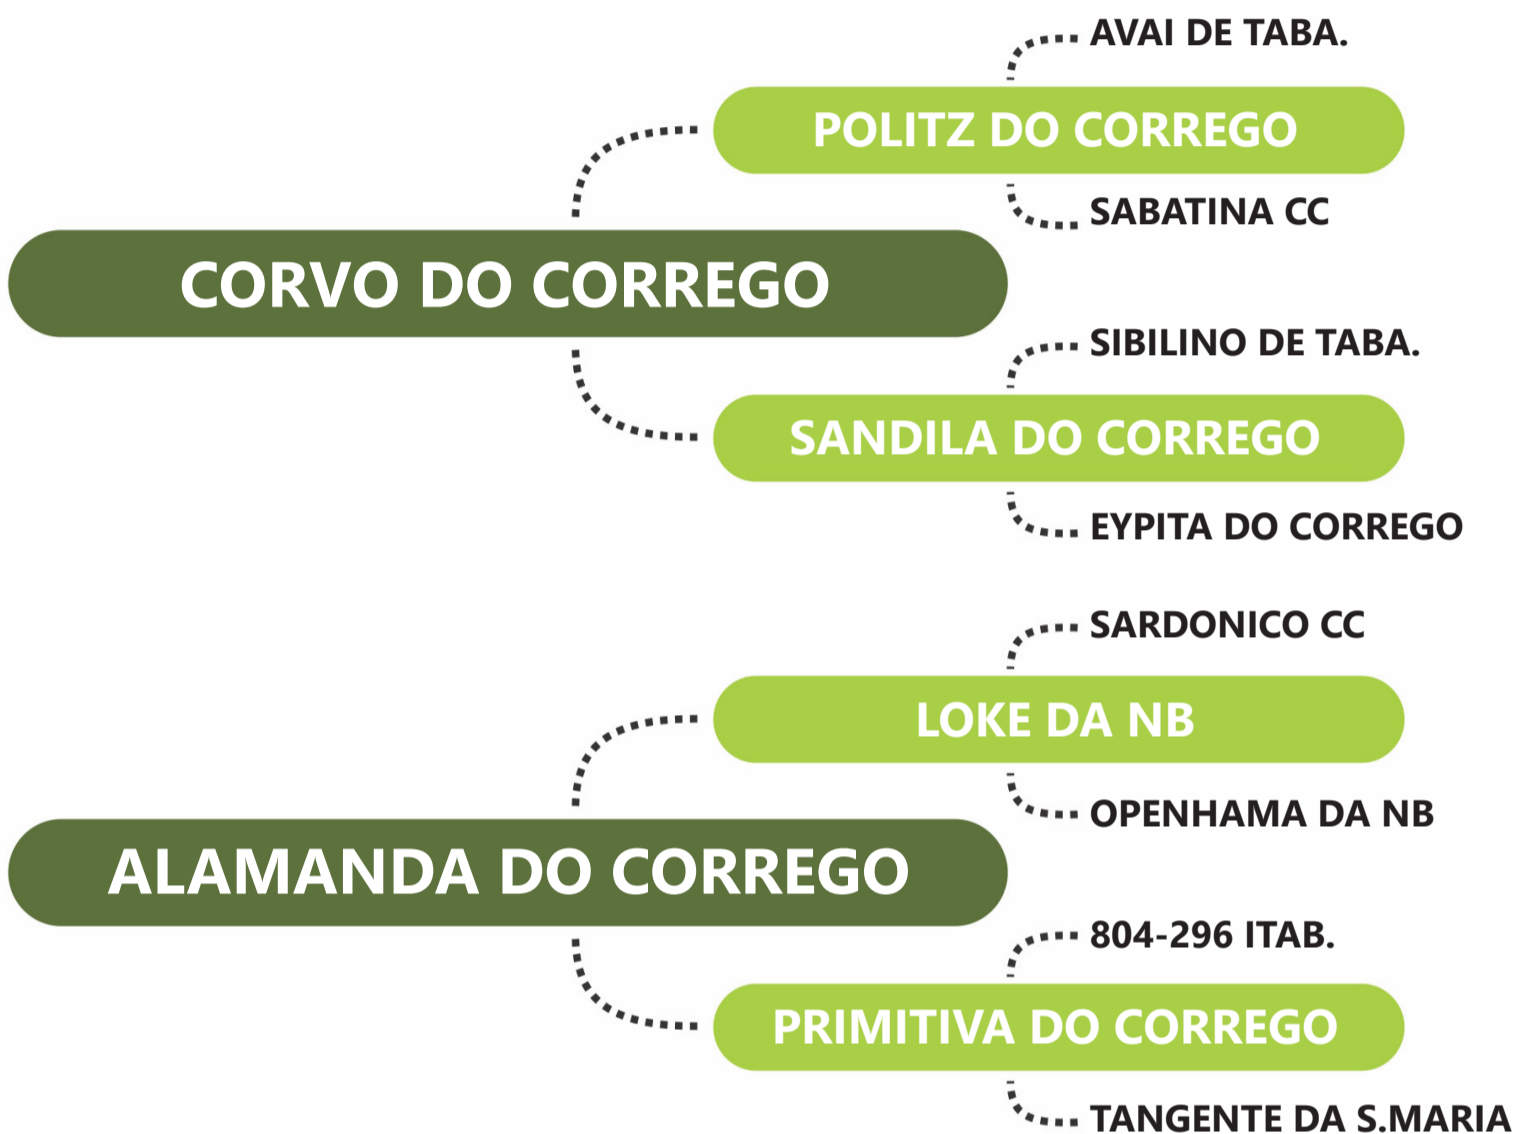 AVAI DE TABA.
POLITZ DO CORREGO
SABATINA CC
CORVO DO CORREGO
SIBILINO DE TABA.
SANDILA DO CORREGO
EYPITA DO CORREGO
SARDONICO CC
LOKE DA NB
OPENHAMA DA NB
ALAMANDA DO CORREGO
804-296 ITAB.
PRIMITIVA DO CORREGO
TANGENTE DA S.MARIA